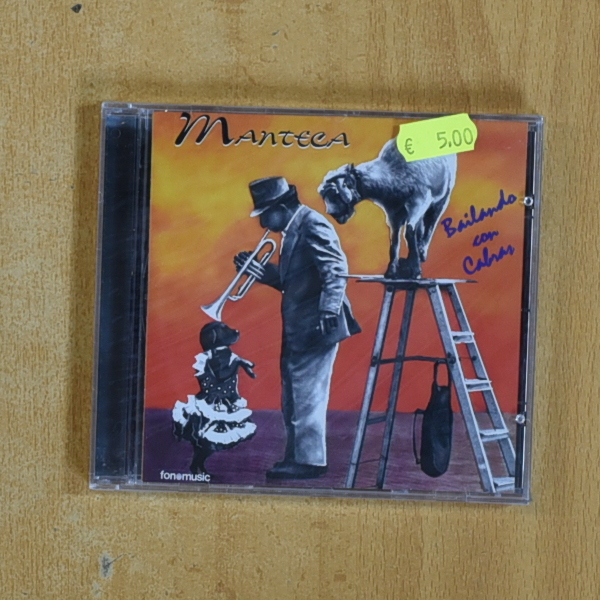 Manteca
€ 5,00
Bailando
con
Cabras
fonomusic